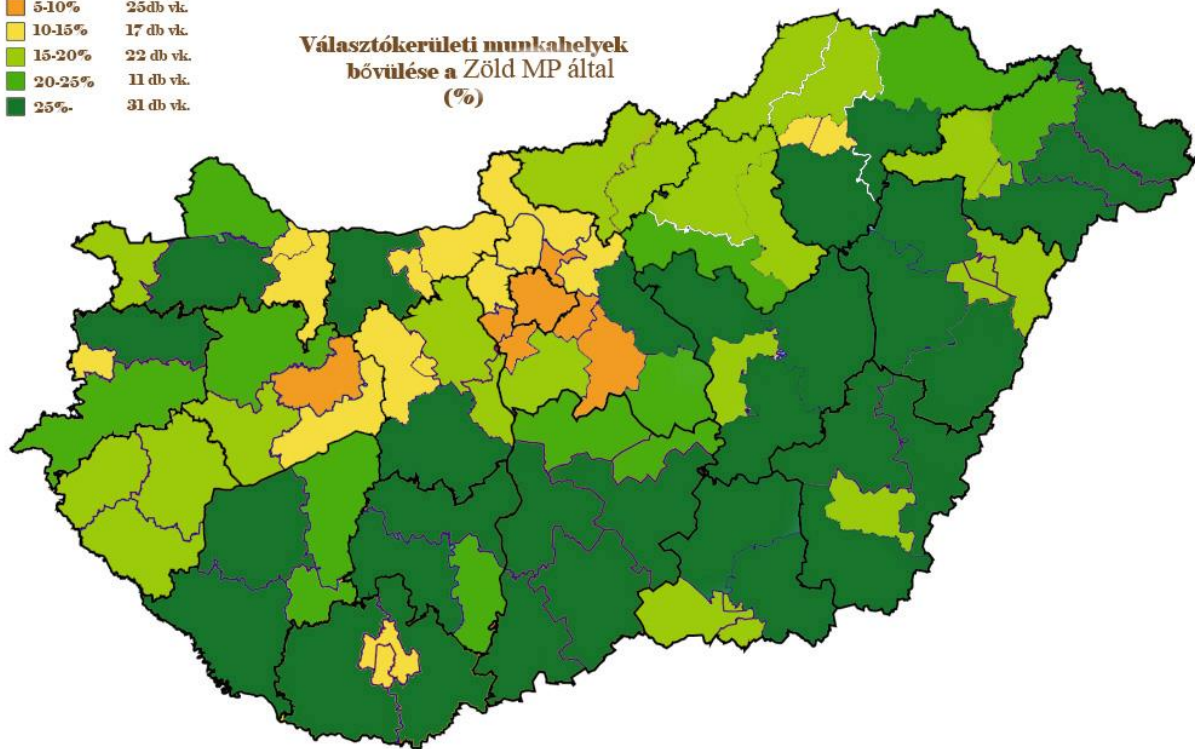 5-10% 25db vk.
10-15% 17 db vk.
15-20% 22 db vk.
20-25% 11 db vk.
25%- 31 db vk.
Választókerületi munkahelyek
bővülése a Zöld MP által
(%)